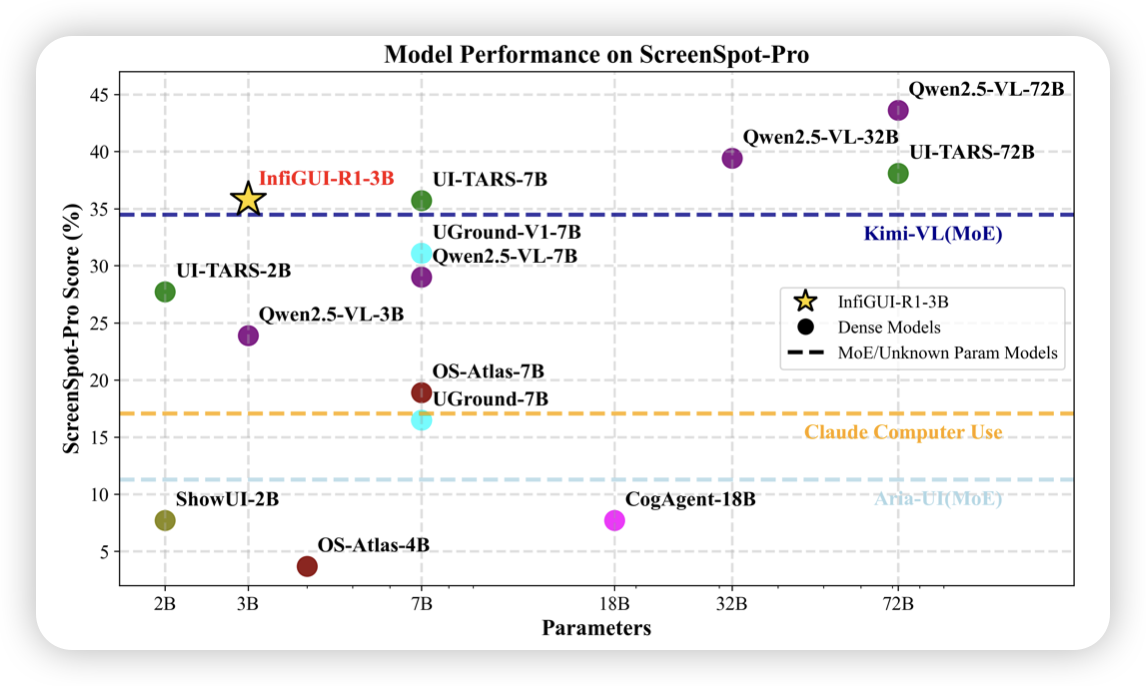 Model Performance on ScreenSpot-Pro
ScreenSpot-Pro Score (%)
45
40
35
30
25
20
15
10
5
Qwen2.5-VL-72B
Qwen2.5-VL-32B
UI-TARS-72B
InfiGUI-R1-3B
UI-TARS-7B
Kimi-VL(MoE)
UGround-V1-7B
Qwen2.5-VL-7B
UI-TARS-2B
Qwen2.5-VL-3B
InfiGUI-R1-3B
Dense Models
MoE/Unknown Param Models
OS-Atlas-7B
UGround-7B
Claude Computer Use
Aria-UI(MoE)
ShowUI-2B
CogAgent-18B
OS-Atlas-4B
2B 3B 7B 18B 32B 72B
Parameters